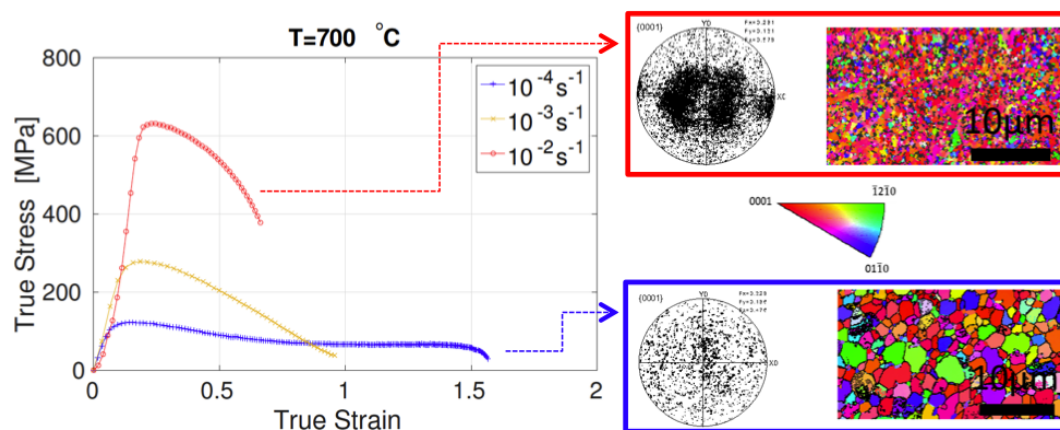 T=700 °C
True Stress [MPa]
800
600
400
200
0
0
0.5
1
1.5
2
True Strain
10⁻⁴s⁻¹
10⁻³s⁻¹
10⁻²s⁻¹
{0001}
YD
XD
10μm
0001
1̅21̅0
011̅0
{0001}
YD
XD
10μm